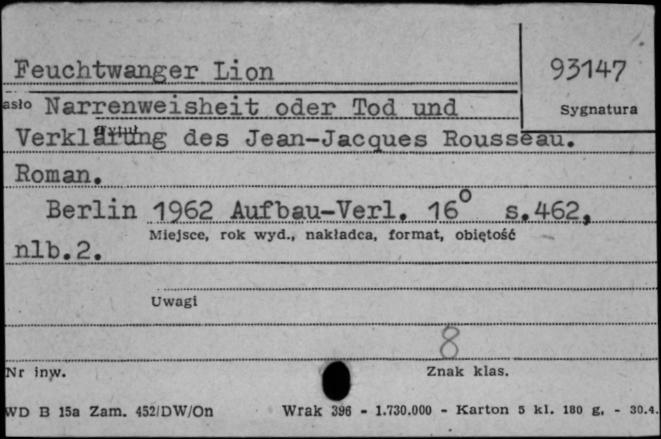 Feuchtwanger Lion
93147
asło Narrenweisheit oder Tod und
Sygnatura
Verklärung des Jean-Jacques Rousseau.
Roman.
Berlin 1962 Aufbau-Verl. 16° s.462,
Miejsce, rok wyd., nakładca, format, objętość
nlb.2.
Uwagi
8
Nr inw.
Znak klas.
WD B 15a Zam. 452/DW/On Wrak 396 - 1.730.000 - Karton 5 kl. 180 g. - 30.4.